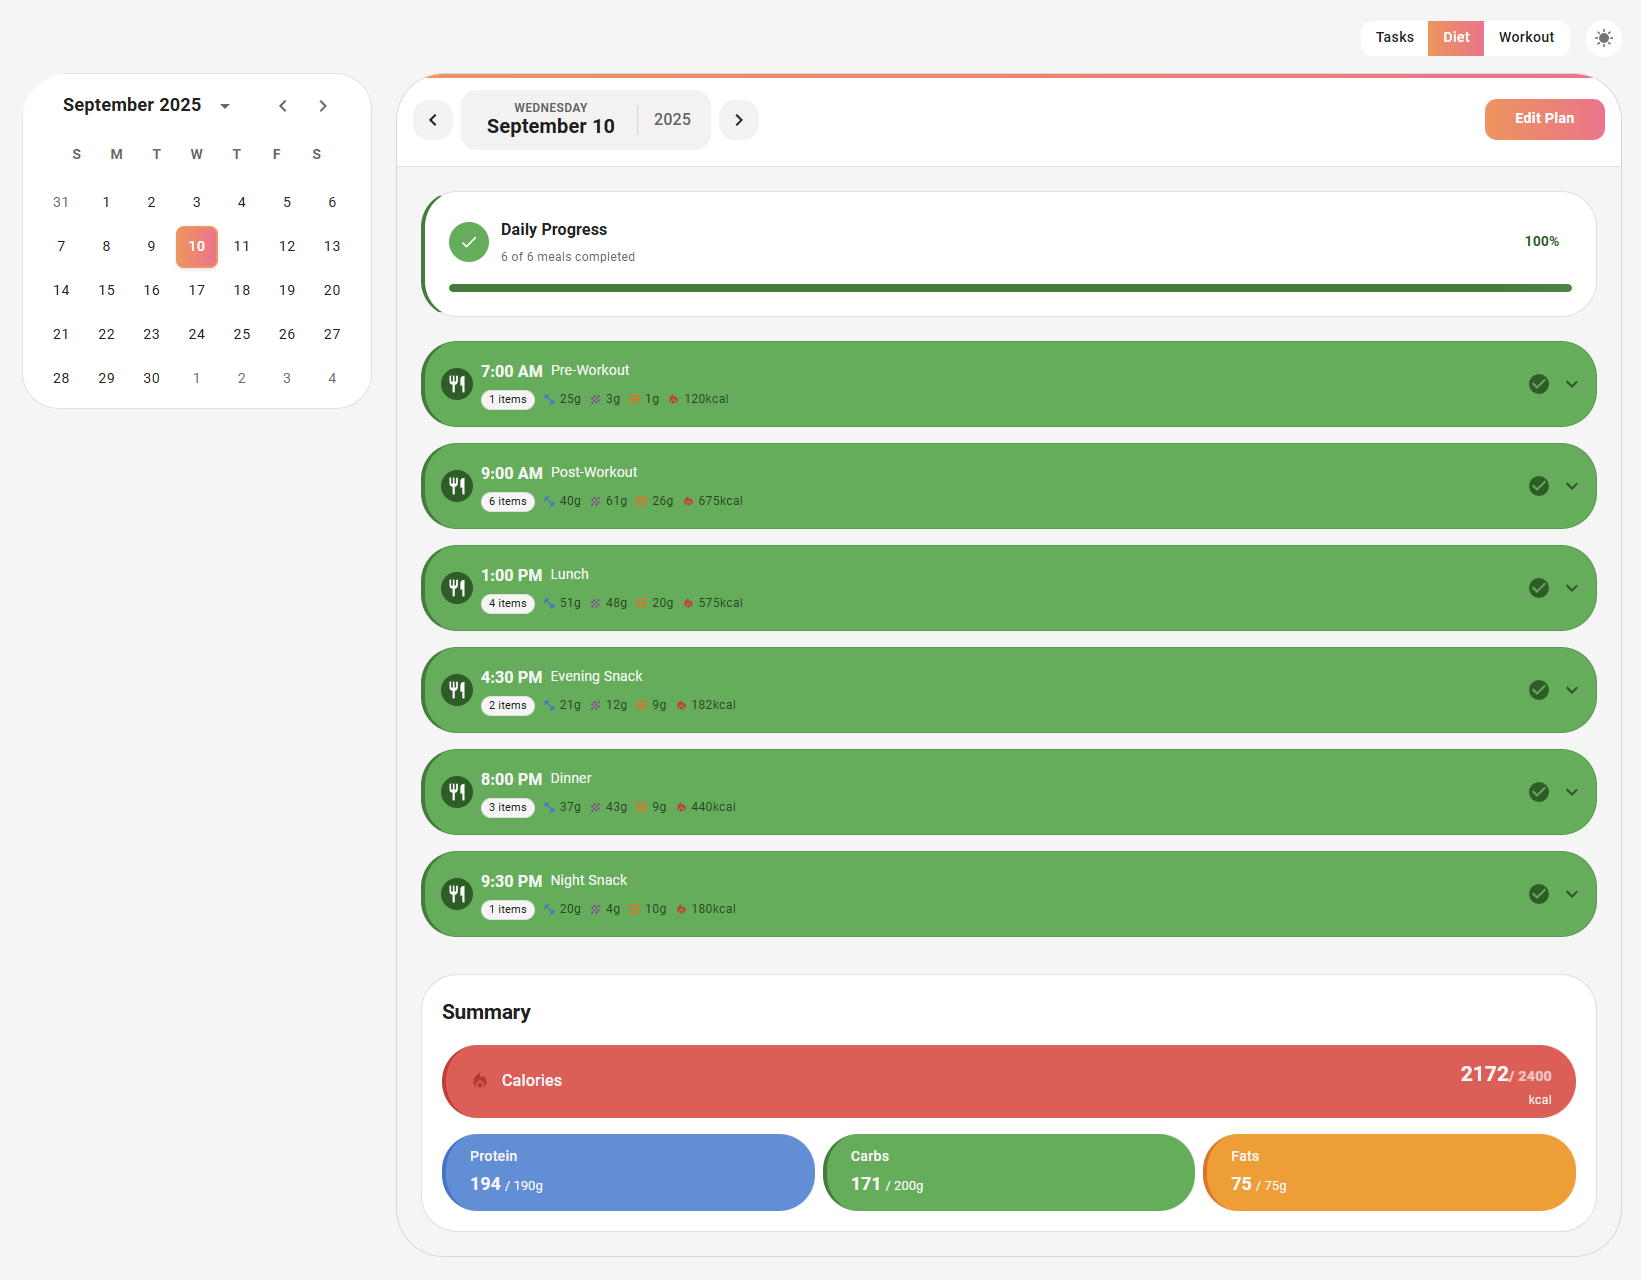 Tasks Diet Workout
September 2025
S M T W T F S
31 1 2 3 4 5 6
7 8 9 10 11 12 13
14 15 16 17 18 19 20
21 22 23 24 25 26 27
28 29 30 1 2 3 4
WEDNESDAY
September 10 2025
Edit Plan
Daily Progress
6 of 6 meals completed
100%
7:00 AM Pre-Workout
1 items 25g 3g 1g 120kcal
9:00 AM Post-Workout
6 items 40g 61g 26g 675kcal
1:00 PM Lunch
4 items 51g 48g 20g 575kcal
4:30 PM Evening Snack
2 items 21g 12g 9g 182kcal
8:00 PM Dinner
3 items 37g 43g 9g 440kcal
9:30 PM Night Snack
1 items 20g 4g 10g 180kcal
Summary
Calories
2172/ 2400
kcal
Protein
194 / 190g
Carbs
171 / 200g
Fats
75 / 75g